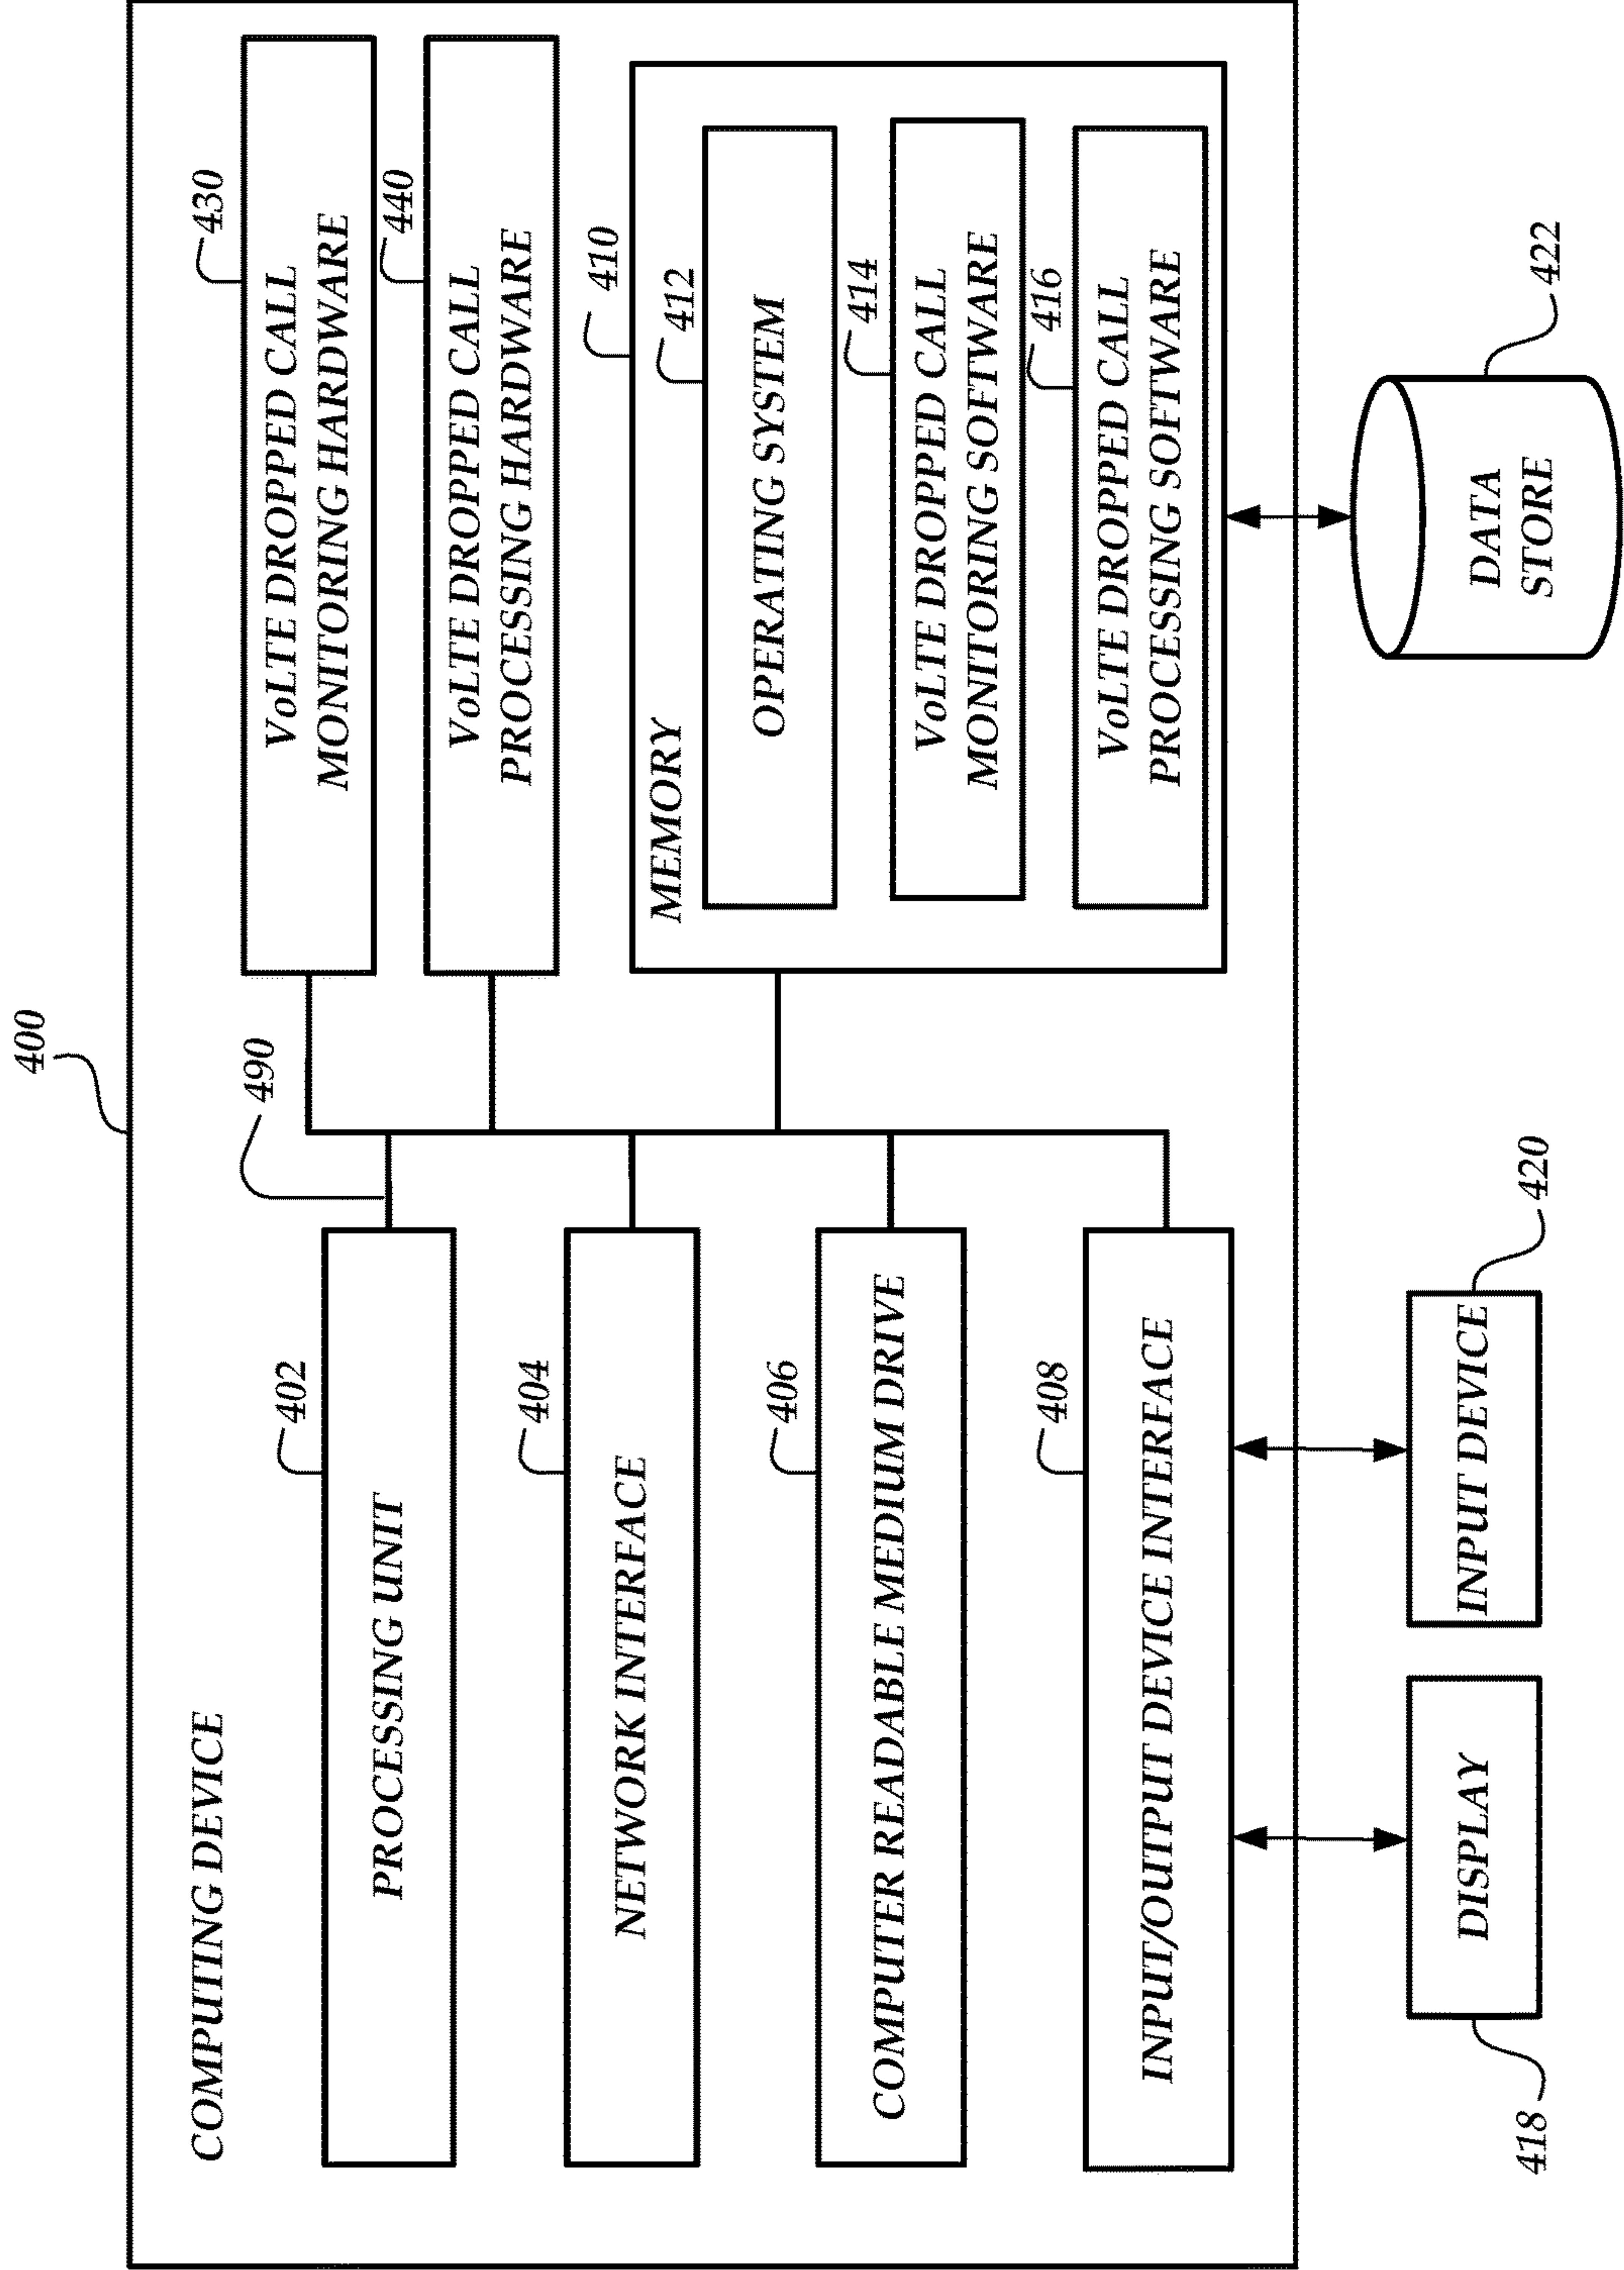 400
COMPUTING DEVICE
490
402
PROCESSING UNIT
404
NETWORK INTERFACE
406
COMPUTER READABLE MEDIUM DRIVE
408
INPUT/OUTPUT DEVICE INTERFACE
430
VoLTE DROPPED CALL
MONITORING HARDWARE
440
VoLTE DROPPED CALL
PROCESSING HARDWARE
410
MEMORY
412
OPERATING SYSTEM
414
VoLTE DROPPED CALL
MONITORING SOFTWARE
416
VoLTE DROPPED CALL
PROCESSING SOFTWARE
418
DISPLAY
INPUT DEVICE
420
DATA
STORE
422